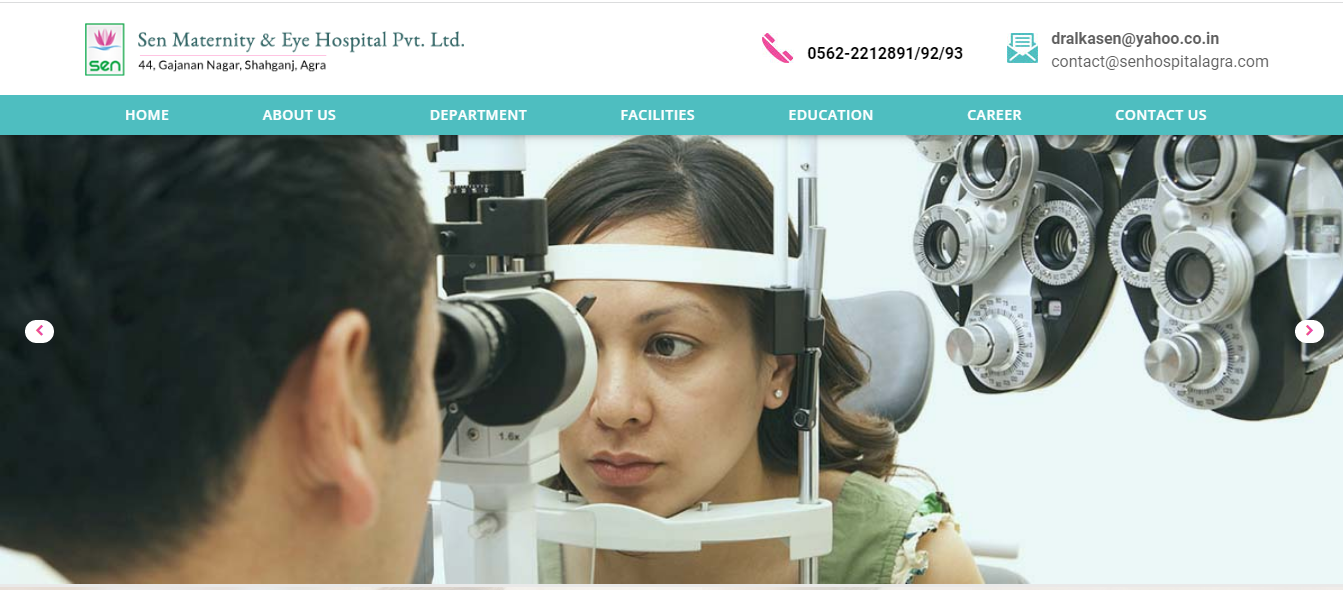 sen
Sen Maternity & Eye Hospital Pvt. Ltd.
44, Gajanan Nagar, Shahganj, Agra
0562-2212891/92/93
dralkasen@yahoo.co.in
contact@senhospitalagra.com
HOME ABOUT US DEPARTMENT FACILITIES EDUCATION CAREER CONTACT US
1.6x